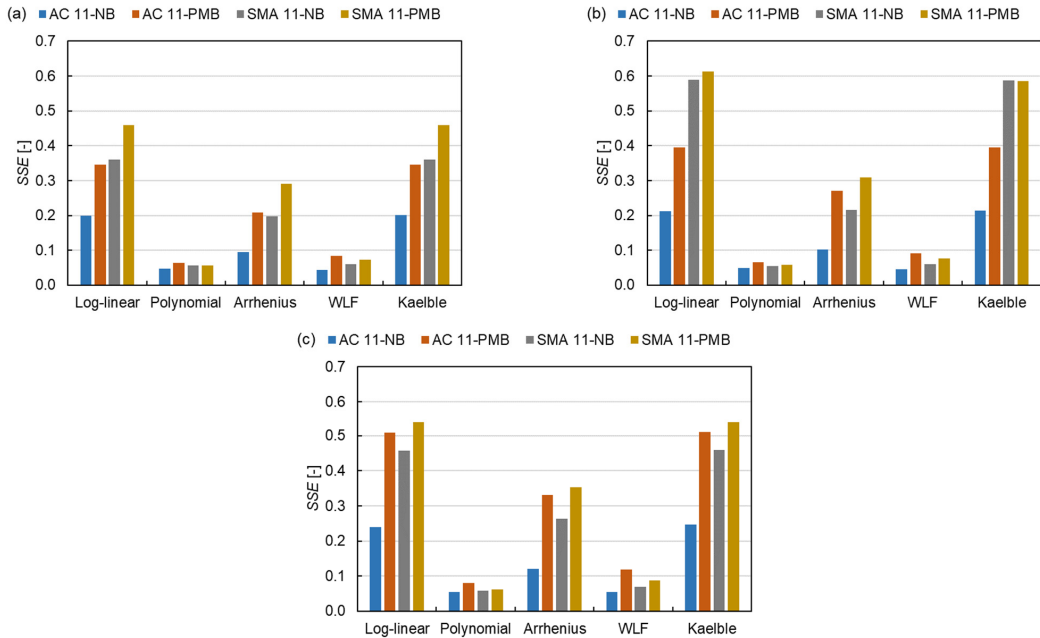 (a) AC 11-NB AC 11-PMB SMA 11-NB SMA 11-PMB
0.7
0.6
0.5
0.4
0.3
0.2
0.1
0.0
SSE [-]
Log-linear Polynomial Arrhenius WLF Kaelble
(b) AC 11-NB AC 11-PMB SMA 11-NB SMA 11-PMB
0.7
0.6
0.5
0.4
0.3
0.2
0.1
0.0
SSE [-]
Log-linear Polynomial Arrhenius WLF Kaelble
(c) AC 11-NB AC 11-PMB SMA 11-NB SMA 11-PMB
0.7
0.6
0.5
0.4
0.3
0.2
0.1
0.0
SSE [-]
Log-linear Polynomial Arrhenius WLF Kaelble